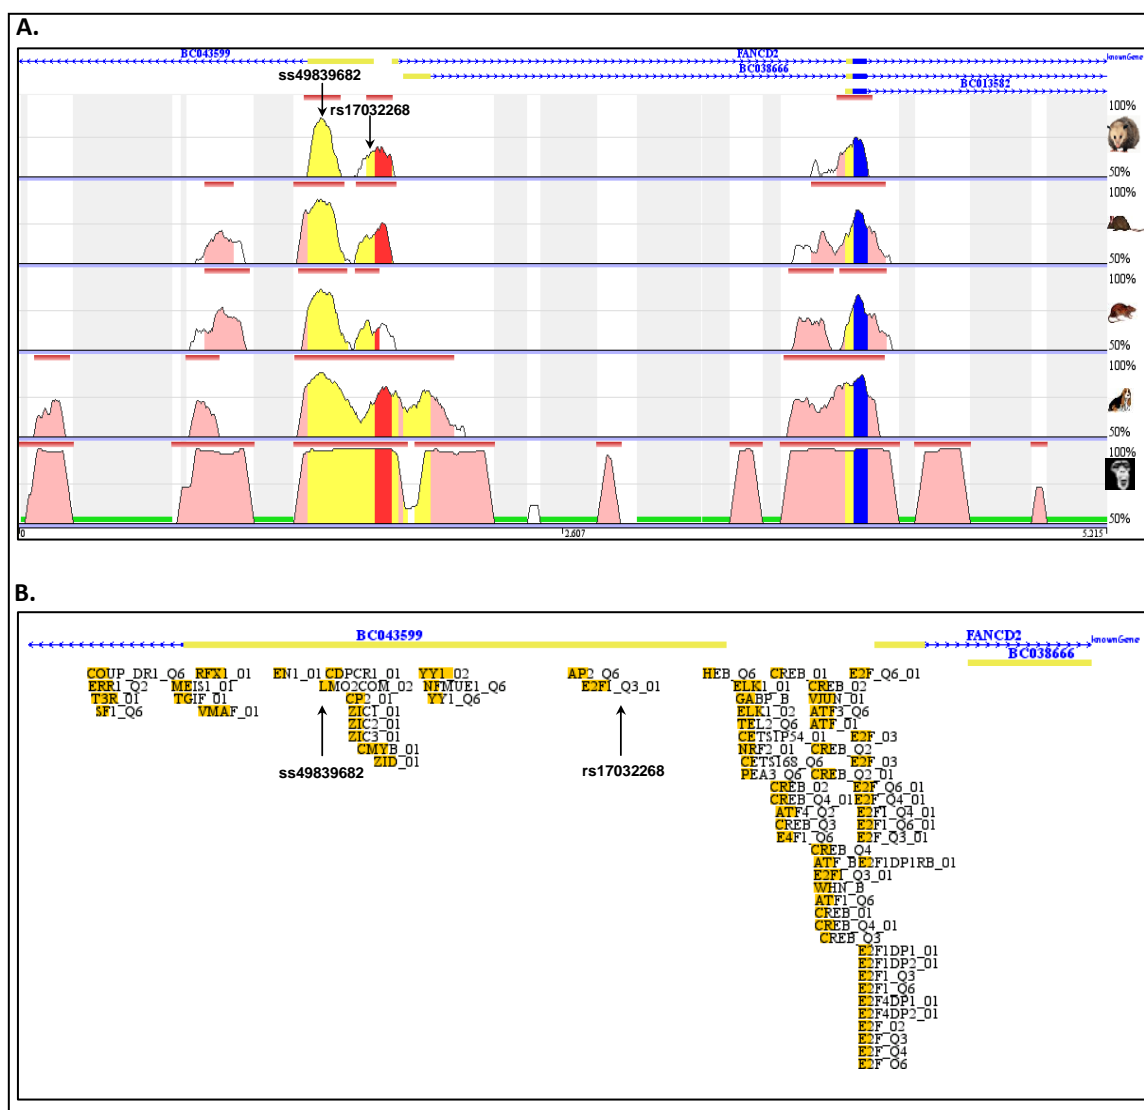 A.
BC043599 FANCD2 knownGene
ss49839682 BC038666
BC013582
rs17032268
100%
50%
100%
50%
100%
50%
100%
50%
100%
50%
0 2.607 5.215
B.
BC043599 FANCD2 knownGene
BC038666
COUP_DR1_Q6 RFX1_01 EN1_01 CDPCR1_01 YY1_02 AP2_Q6 HEB_Q6 CREB_01 E2F_Q6_01
ERR1_Q2 MEIS1_01 LMO2COM_02 NFMUE1_Q6 E2F1_Q3_01 ELK1_01 CREB_02
T3R_01 TGIF_01 CP2_01 YY1_Q6 GABP_B VJUN_01
SF1_Q6 VMAF_01 ZIC1_01 ELK1_02 ATF3_Q6
ZIC2_01 TEL2_Q6 ATF_01
ZIC3_01 CETS1P54_01 E2F_03
CMYB_01 NRF2_01 CREB_Q2
ZID_01 CETS168_Q6 E2F_03
ss49839682 rs17032268 PEA3_Q6 CREB_Q2_01
CREB_02 E2F_Q6_01
CREB_Q4_01 E2F_Q4_01
ATF4_Q2 E2F1_Q4_01
CREB_Q3 E2F1_Q6_01
E4F1_Q6 E2F_Q3_01
CREB_Q4
ATF_B E2F1DP1RB_01
E2F1_Q3_01
WHN_B
ATF1_Q6
CREB_01
CREB_Q4_01
CREB_Q3
E2F1DP1_01
E2F1DP2_01
E2F1_Q3
E2F1_Q6
E2F4DP1_01
E2F4DP2_01
E2F_02
E2F_Q3
E2F_Q4
E2F_Q6